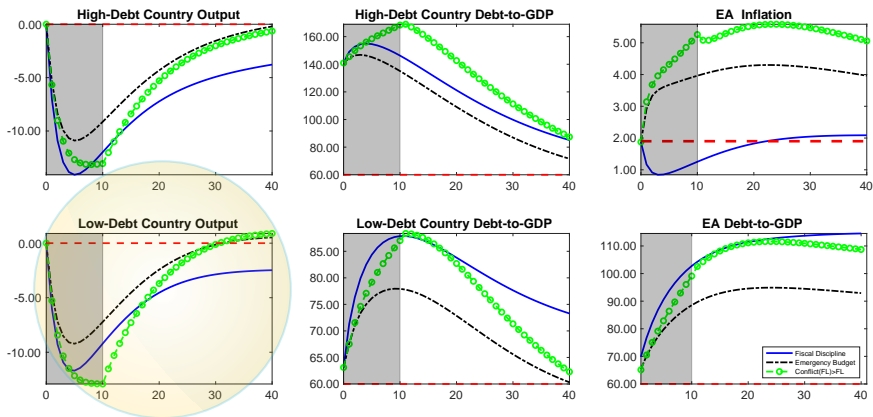 High-Debt Country Output
0.00
-5.00
-10.00
0 10 20 30 40
High-Debt Country Debt-to-GDP
160.00
140.00
120.00
100.00
80.00
60.00
0 10 20 30 40
EA Inflation
5.00
4.00
3.00
2.00
1.00
0 10 20 30 40
Low-Debt Country Output
0.00
-5.00
-10.00
0 10 20 30 40
Low-Debt Country Debt-to-GDP
85.00
80.00
75.00
70.00
65.00
60.00
0 10 20 30 40
EA Debt-to-GDP
110.00
100.00
90.00
80.00
70.00
60.00
0 10 20 30 40
Fiscal Discipline
Emergency Budget
Conflict(FL)>FL